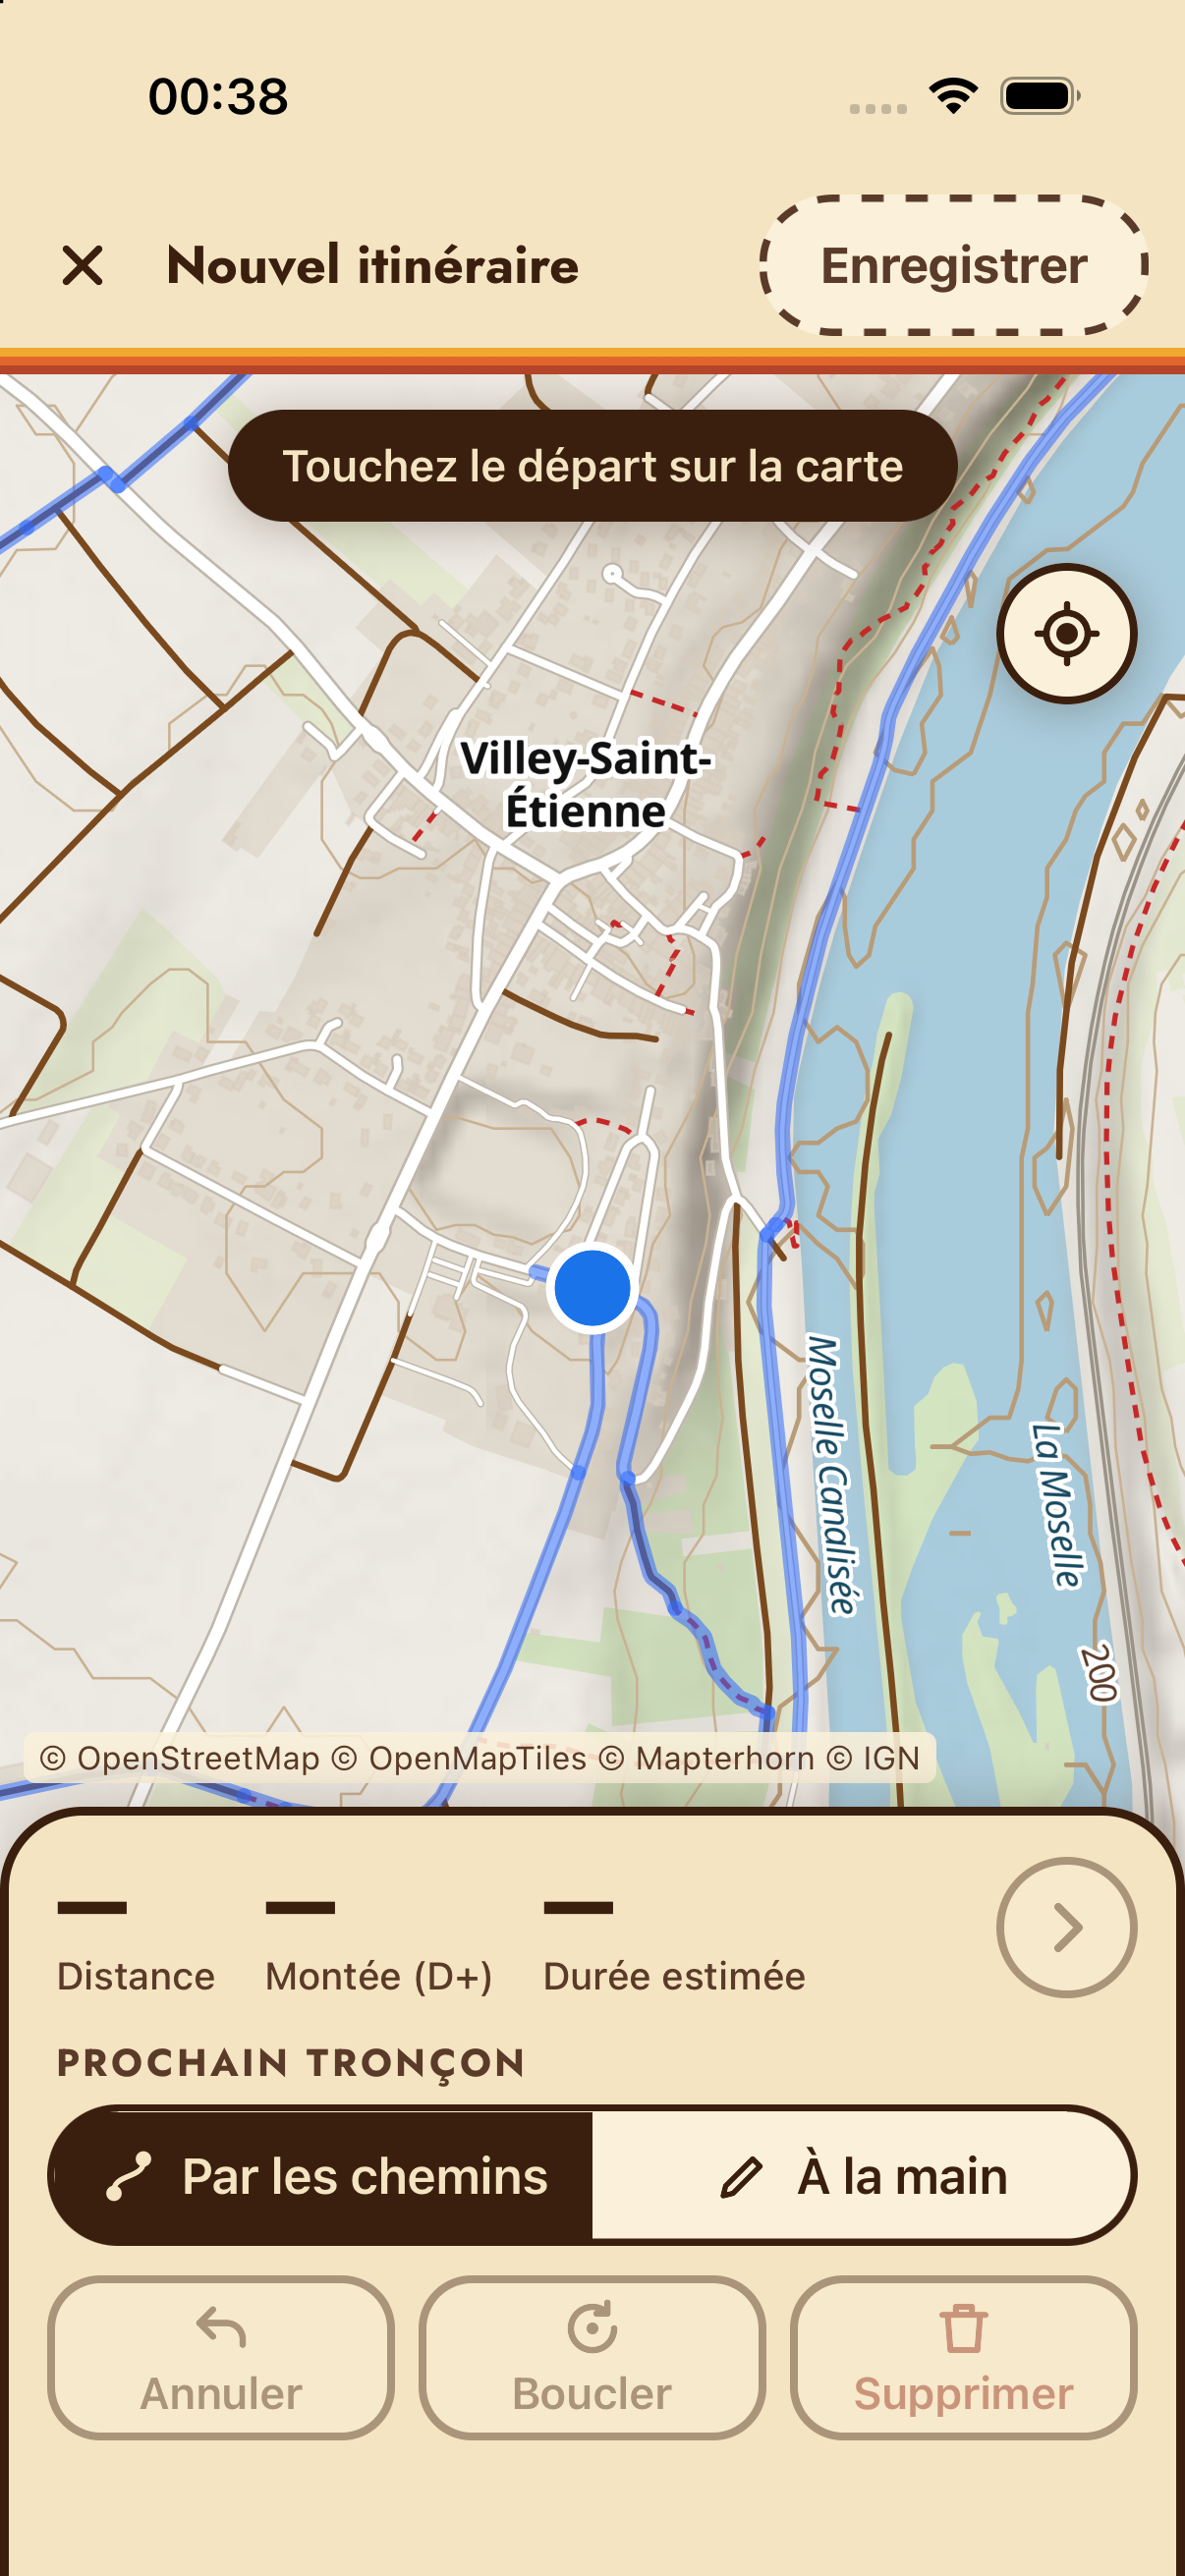 00:38
Nouvel itinéraire
Enregistrer
Touchez le départ sur la carte
Villey-Saint-
Étienne
Moselle Canalisée
La Moselle
200
© OpenStreetMap © OpenMapTiles © Mapterhorn © IGN
— — —
Distance Montée (D+) Durée estimée
PROCHAIN TRONÇON
Par les chemins À la main
Annuler Boucler Supprimer